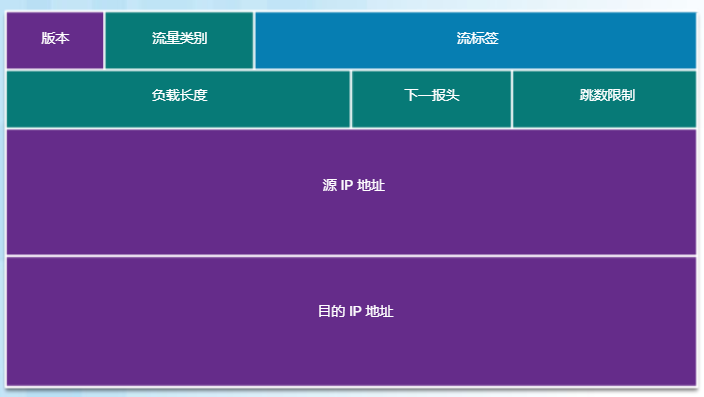 版本
流量类别
流标签
负载长度
下一报头
跳数限制
源 IP 地址
目的 IP 地址